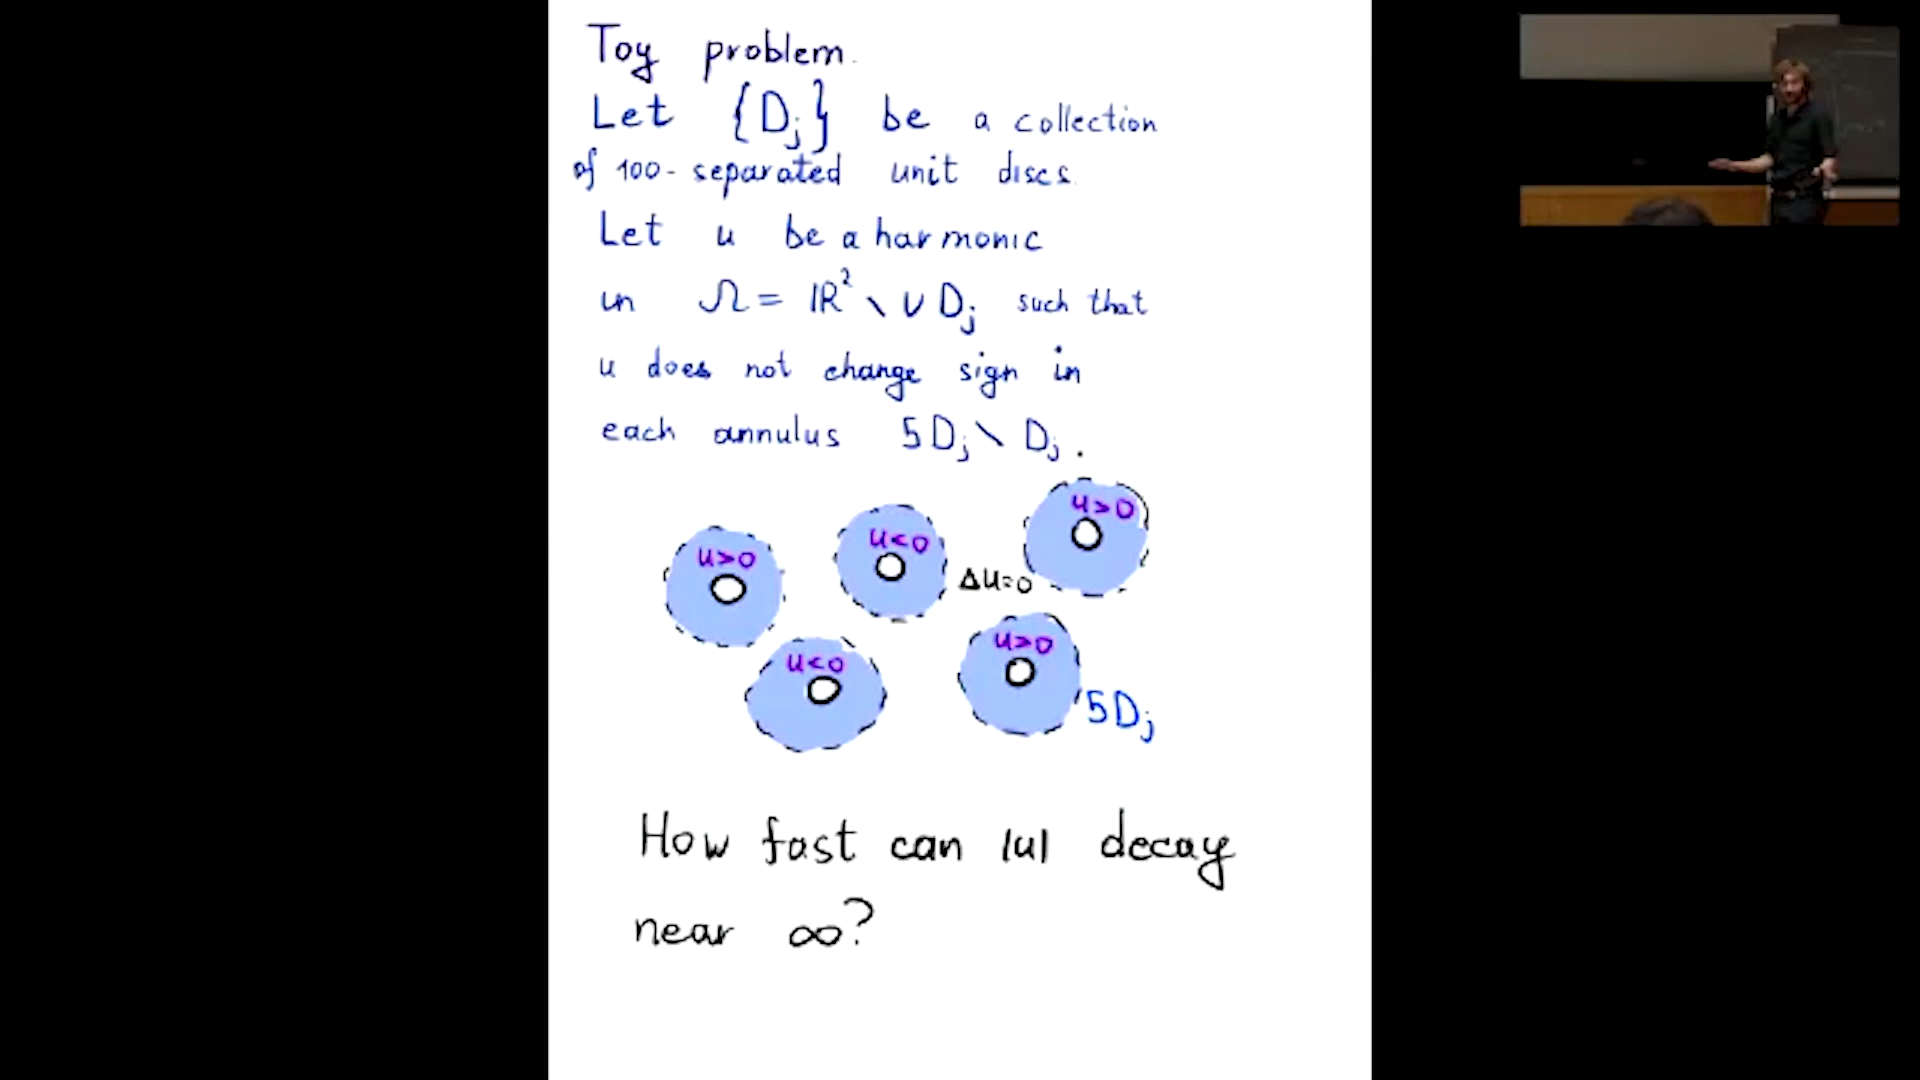 Toy problem.
Let {Dj} be a collection
of 100-separated unit discs.
Let u be a harmonic
in Ω = ℝ² \ ∪ Dj such that
u does not change sign in
each annulus 5Dj \ Dj.
u>0
u<0
u>0
Δu=0
u<0
u>0
5Dj
How fast can |u| decay
near ∞?